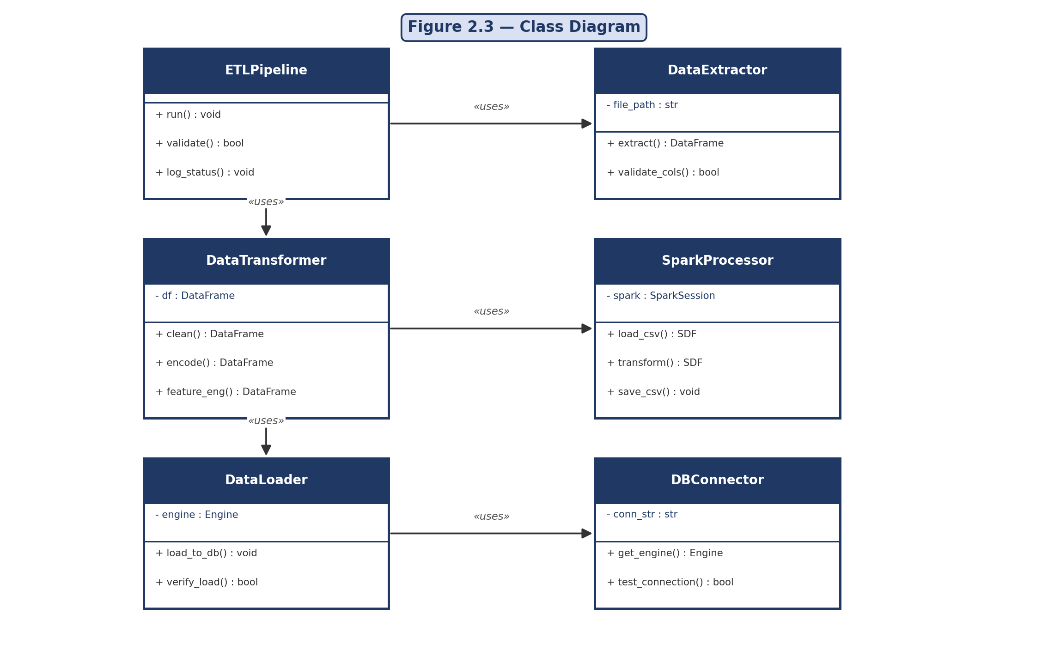 Figure 2.3 — Class Diagram
ETLPipeline
+ run() : void
+ validate() : bool
+ log_status() : void
«uses»
DataExtractor
- file_path : str
+ extract() : DataFrame
+ validate_cols() : bool
«uses»
DataTransformer
- df : DataFrame
+ clean() : DataFrame
+ encode() : DataFrame
+ feature_eng() : DataFrame
«uses»
SparkProcessor
- spark : SparkSession
+ load_csv() : SDF
+ transform() : SDF
+ save_csv() : void
«uses»
DataLoader
- engine : Engine
+ load_to_db() : void
+ verify_load() : bool
«uses»
DBConnector
- conn_str : str
+ get_engine() : Engine
+ test_connection() : bool